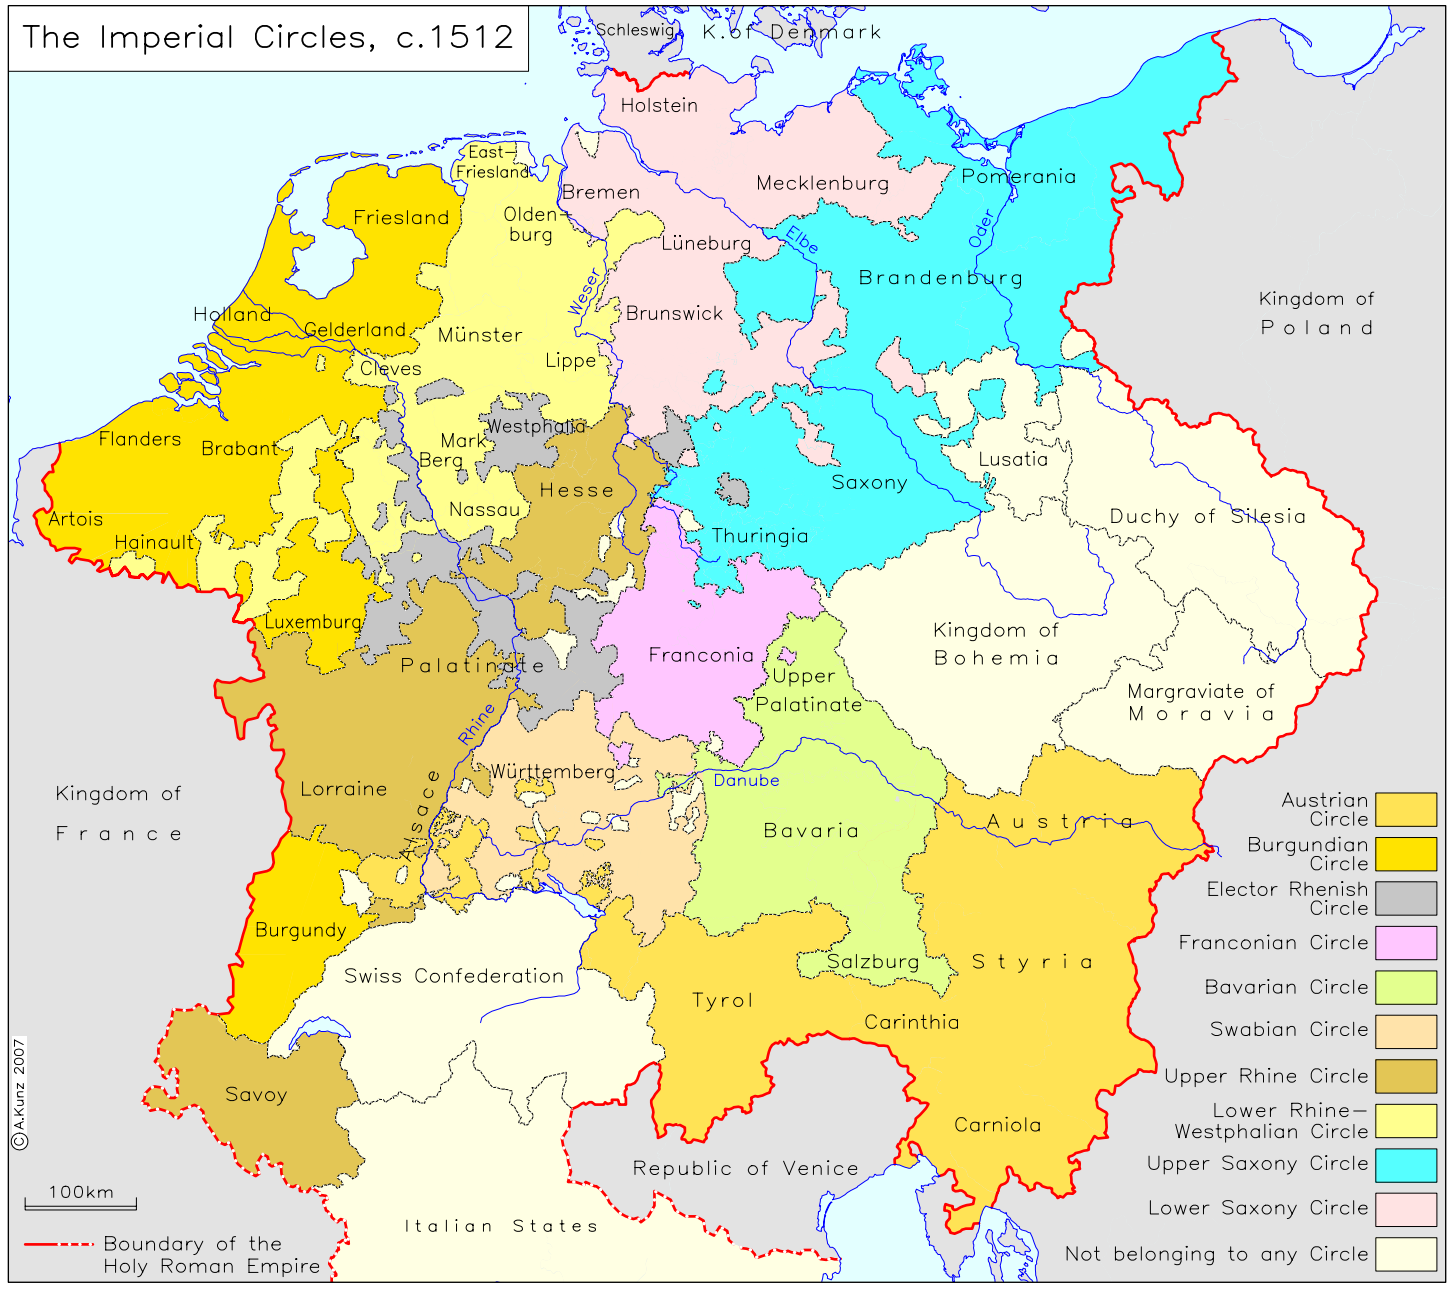 The Imperial Circles, c.1512
Schleswig
K.of Denmark
Holstein
East-
Friesland
Bremen
Mecklenburg
Pomerania
Friesland
Olden-
burg
Lüneburg
Elbe
Oder
Brandenburg
Weser
Holland
Gelderland
Münster
Brunswick
Kingdom of
Poland
Lippe
Cleves
Flanders
Brabant
Westphalia
Mark
Berg
Lusatia
Saxony
Hesse
Nassau
Artois
Hainault
Thuringia
Duchy of Silesia
Luxemburg
Palatinate
Franconia
Kingdom of
Bohemia
Upper
Palatinate
Margraviate of
Moravia
Rhine
Württemberg
Danube
Lorraine
Alsace
Kingdom of
France
Bavaria
Austria
Burgundy
Swiss Confederation
Salzburg
Styria
Tyrol
Carinthia
Savoy
Carniola
Republic of Venice
Italian States
Austrian
Circle
Burgundian
Circle
Elector Rhenish
Circle
Franconian Circle
Bavarian Circle
Swabian Circle
Upper Rhine Circle
Lower Rhine-
Westphalian Circle
Upper Saxony Circle
Lower Saxony Circle
Not belonging to any Circle
©A.Kunz 2007
100km
Boundary of the
Holy Roman Empire